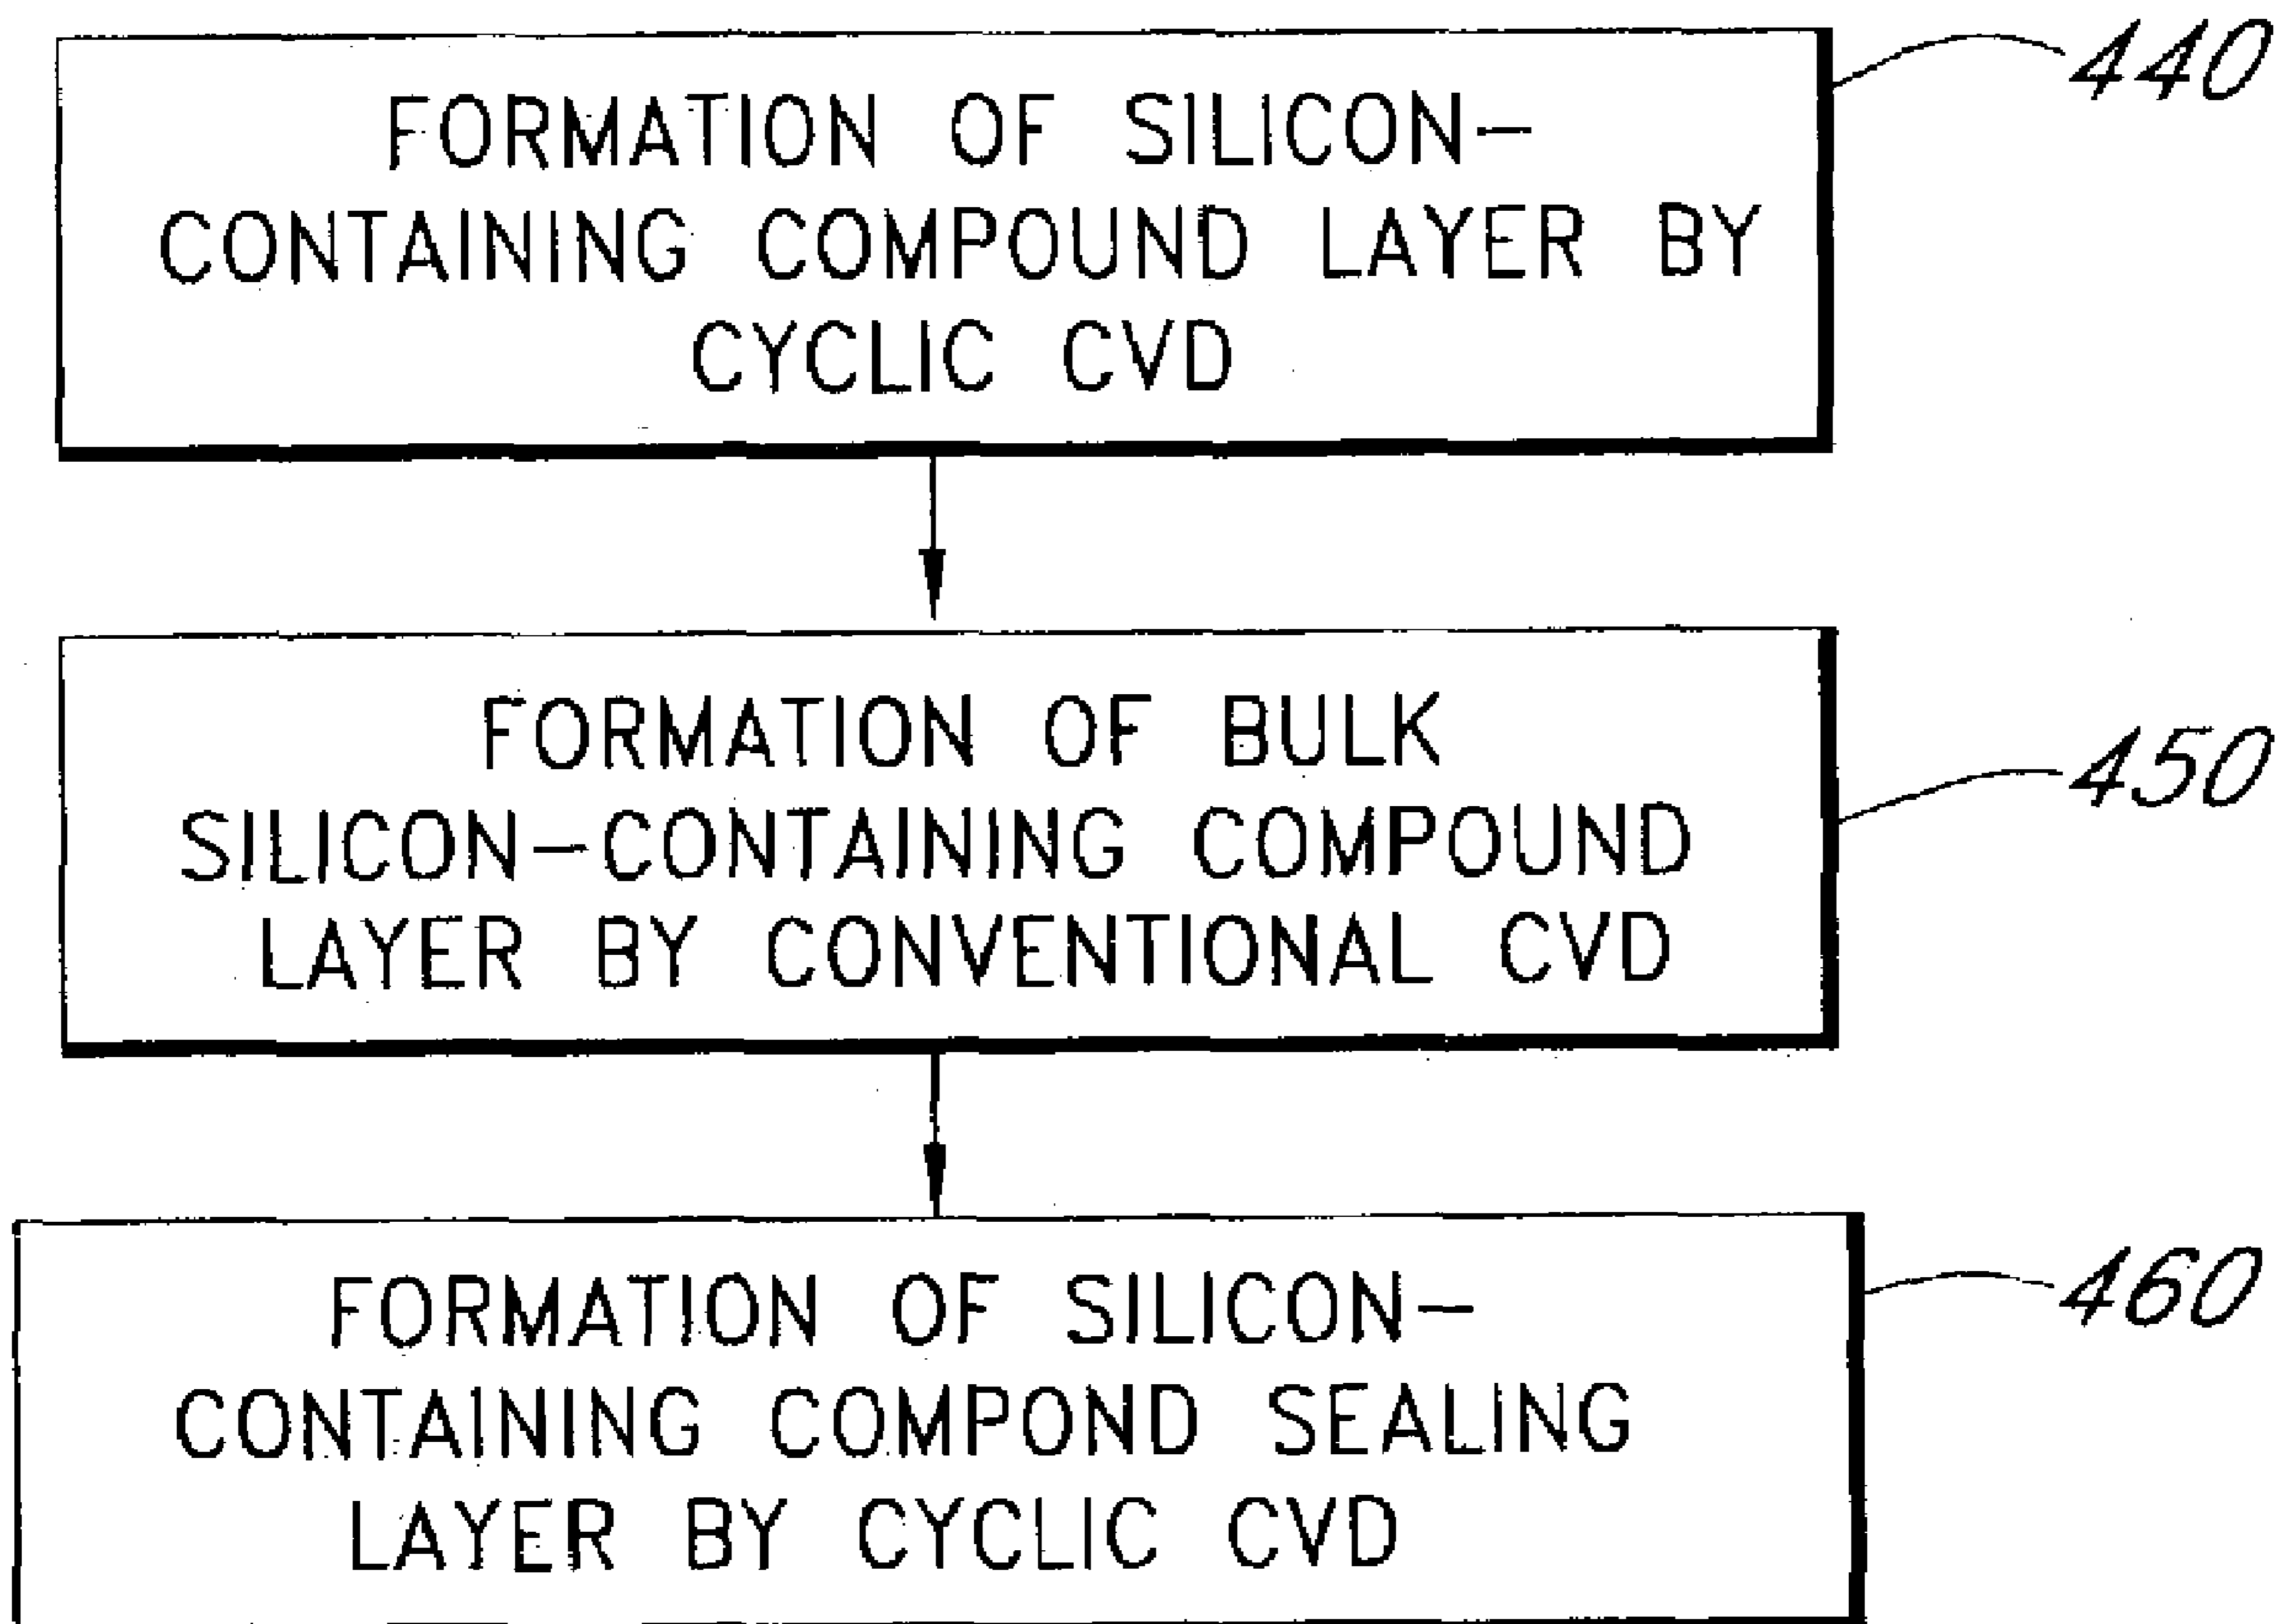 FORMATION OF SILICON-
CONTAINING COMPOUND LAYER BY
CYCLIC CVD
440
FORMATION OF BULK
SILICON-CONTAINING COMPOUND
LAYER BY CONVENTIONAL CVD
450
FORMATION OF SILICON-
CONTAINING COMPOND SEALING
LAYER BY CYCLIC CVD
460